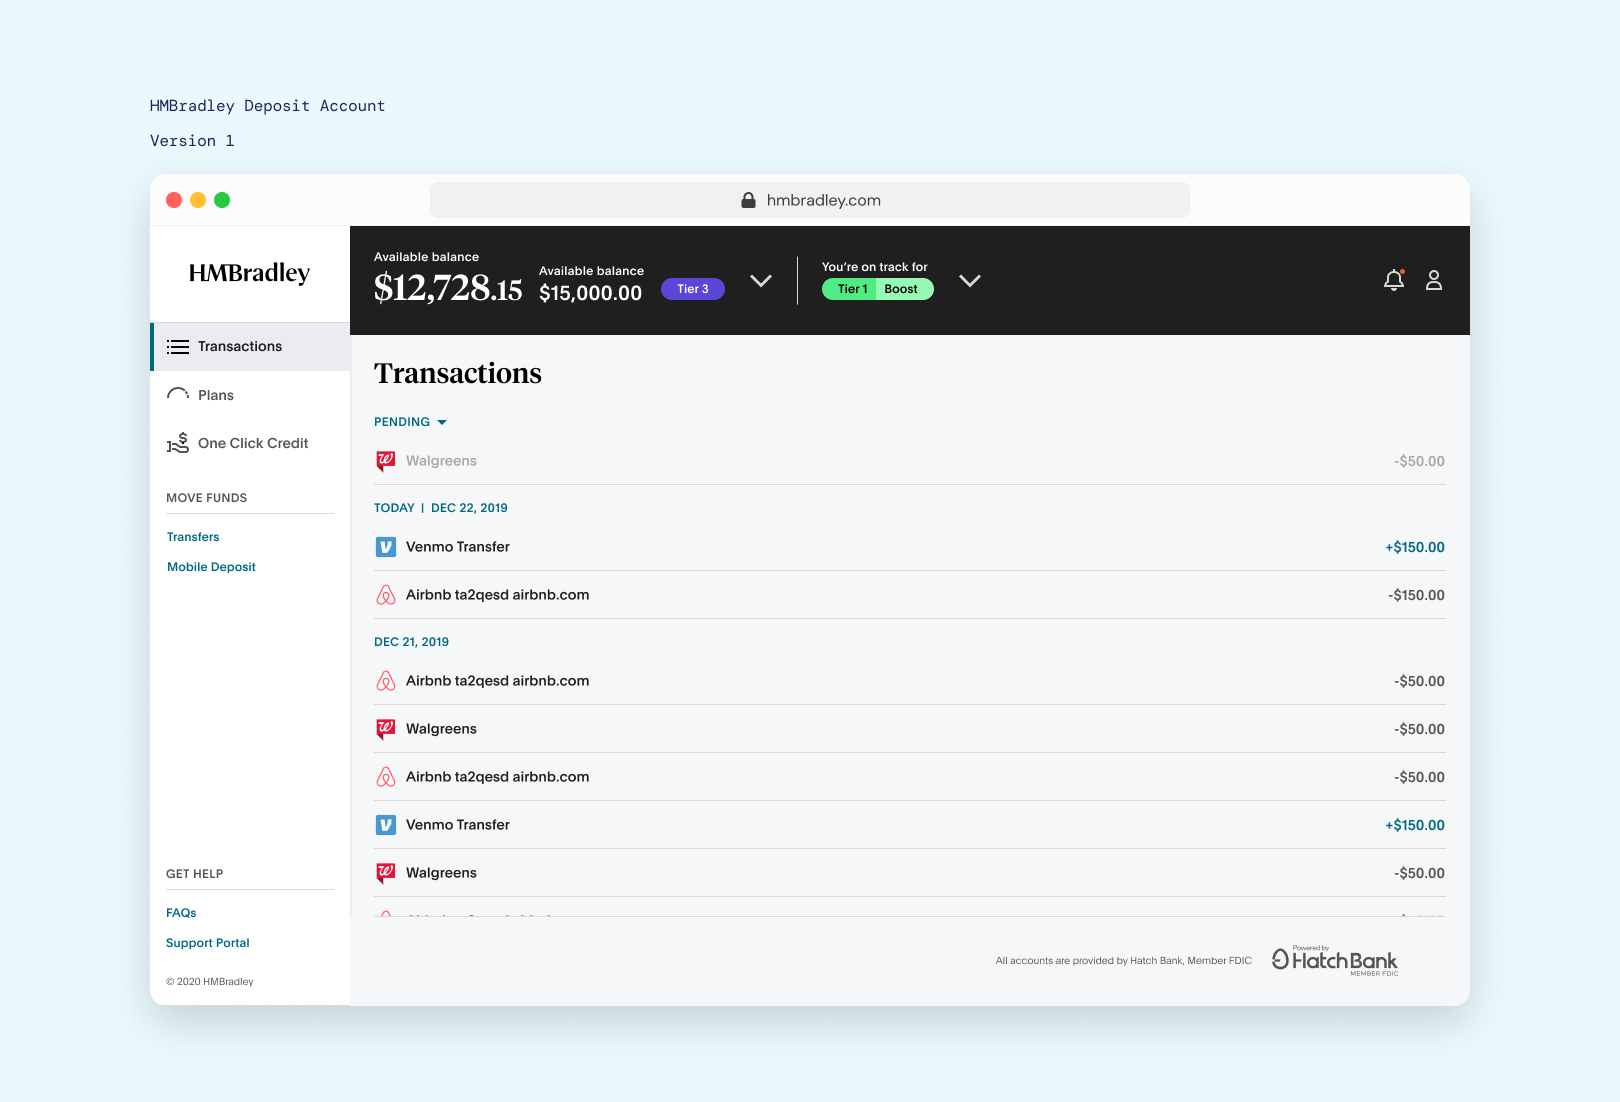 HMBradley Deposit Account
Version 1
hmbradley.com
HMBradley
Available balance
$12,728.15
Available balance
$15,000.00
Tier 3
You're on track for
Tier 1 Boost
Transactions
Plans
One Click Credit
MOVE FUNDS
Transfers
Mobile Deposit
GET HELP
FAQs
Support Portal
© 2020 HMBradley
Transactions
PENDING
Walgreens -$50.00
TODAY | DEC 22, 2019
Venmo Transfer +$150.00
Airbnb ta2qesd airbnb.com -$150.00
DEC 21, 2019
Airbnb ta2qesd airbnb.com -$50.00
Walgreens -$50.00
Airbnb ta2qesd airbnb.com -$50.00
Venmo Transfer +$150.00
Walgreens -$50.00
All accounts are provided by Hatch Bank, Member FDIC
Powered by
Hatch Bank
MEMBER FDIC